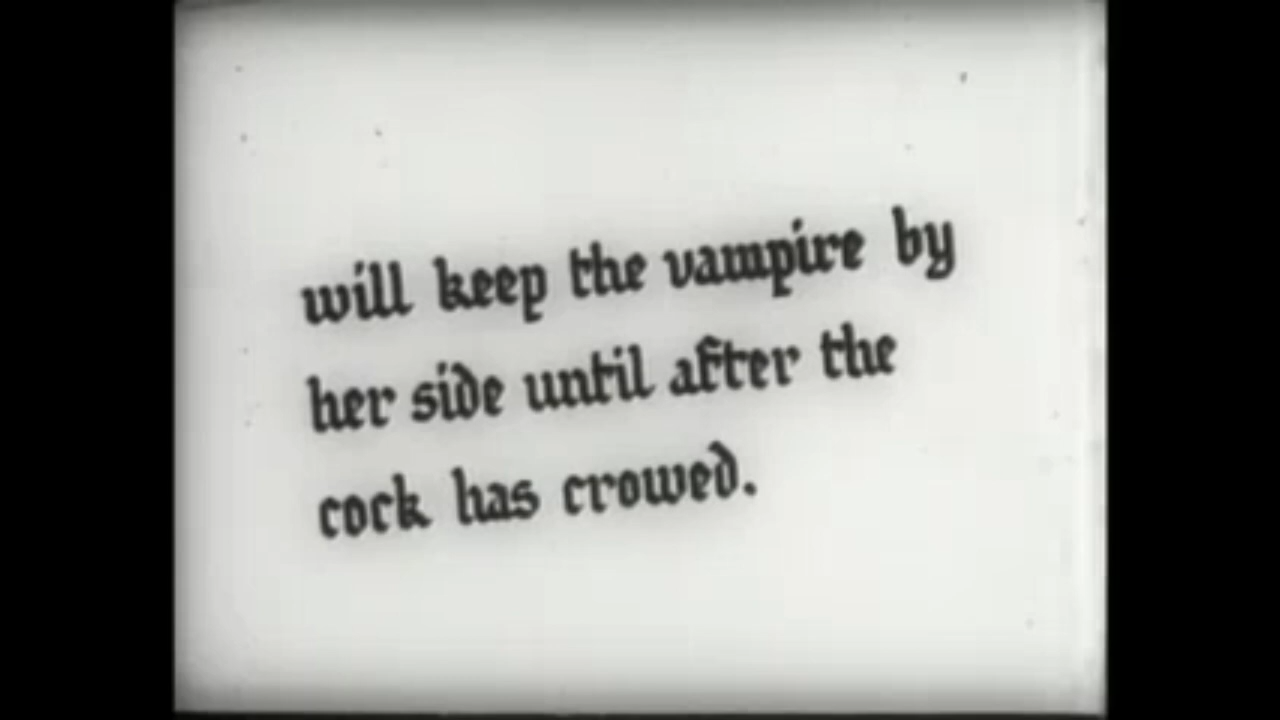 will keep the vampire by
her side until after the
cock has crowed.